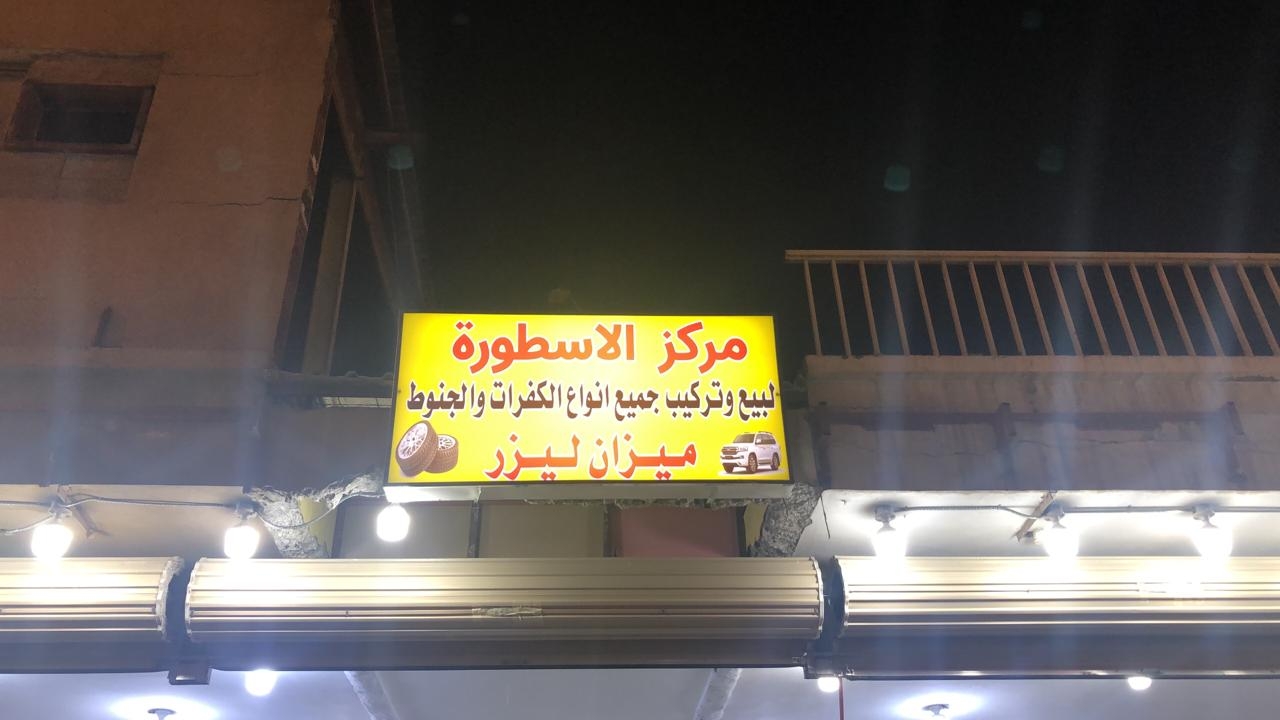 مركز الاسطورة
لبيع وتركيب جميع انواع الكفرات والجنوط
ميزان ليزر